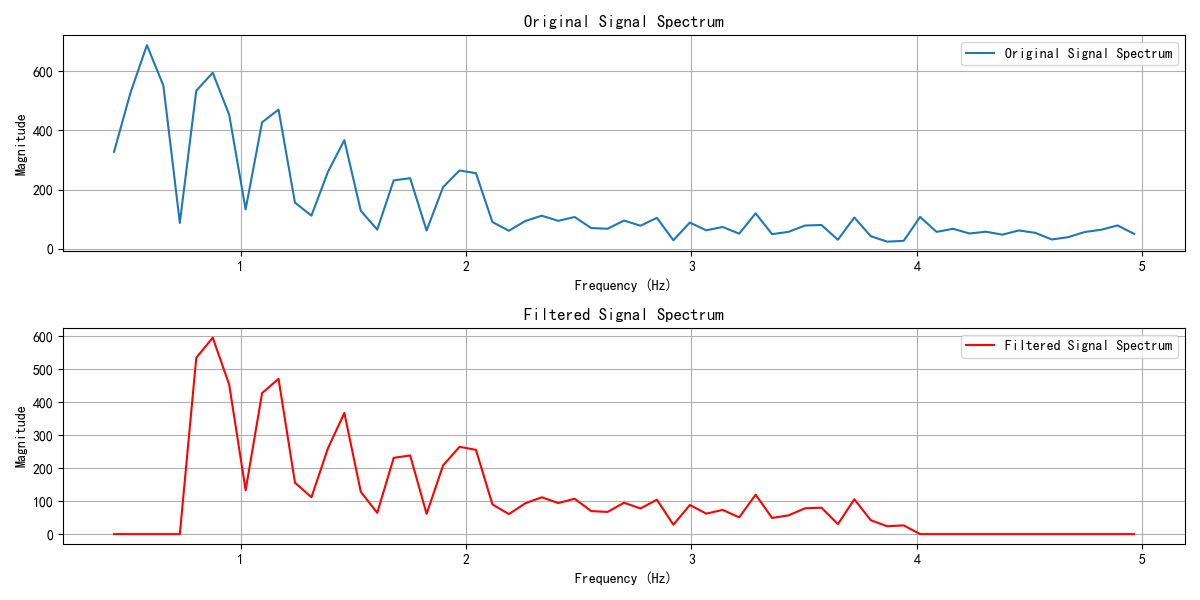 Original Signal Spectrum
Original Signal Spectrum
Magnitude
600
400
200
0
1 2 3 4 5
Frequency (Hz)
Filtered Signal Spectrum
Filtered Signal Spectrum
Magnitude
600
500
400
300
200
100
0
1 2 3 4 5
Frequency (Hz)